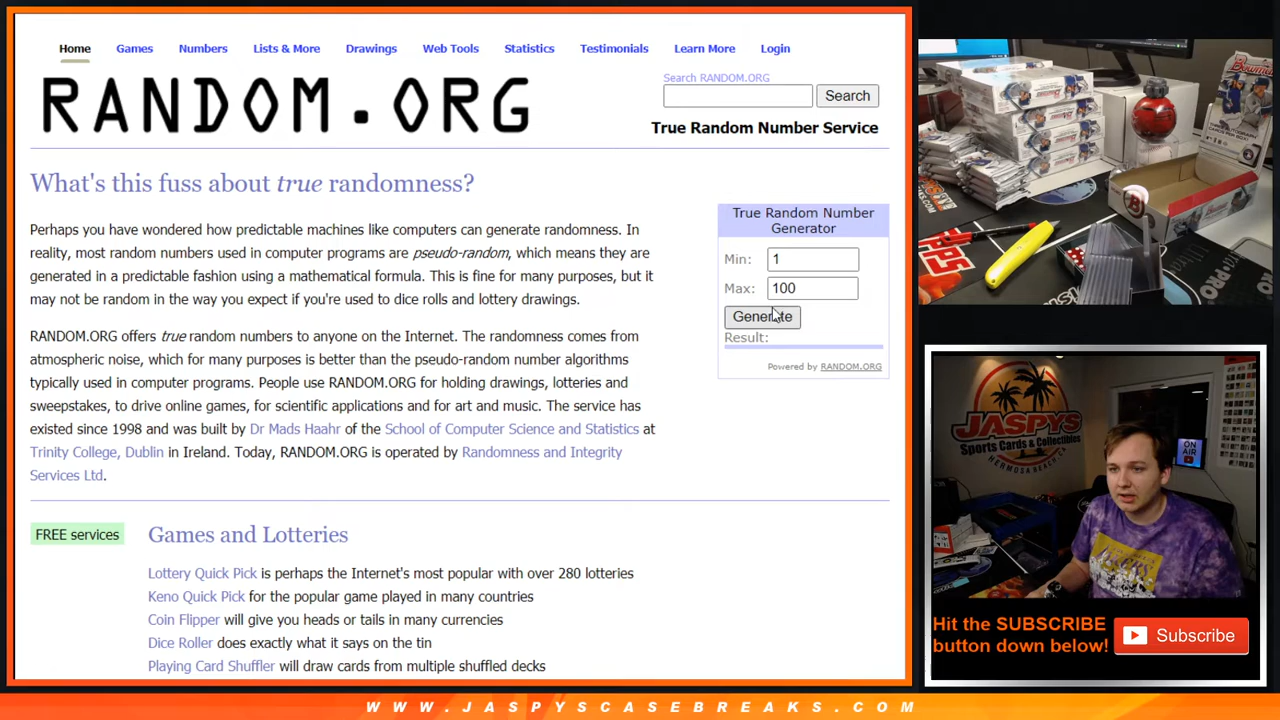 Home Games Numbers Lists & More Drawings Web Tools Statistics Testimonials Learn More Login
RANDOM.ORG
Search RANDOM.ORG
Search
True Random Number Service
What's this fuss about true randomness?
Perhaps you have wondered how predictable machines like computers can generate randomness. In
reality, most random numbers used in computer programs are pseudo-random, which means they are
generated in a predictable fashion using a mathematical formula. This is fine for many purposes, but it
may not be random in the way you expect if you're used to dice rolls and lottery drawings.
RANDOM.ORG offers true random numbers to anyone on the Internet. The randomness comes from
atmospheric noise, which for many purposes is better than the pseudo-random number algorithms
typically used in computer programs. People use RANDOM.ORG for holding drawings, lotteries and
sweepstakes, to drive online games, for scientific applications and for art and music. The service has
existed since 1998 and was built by Dr Mads Haahr of the School of Computer Science and Statistics at
Trinity College, Dublin in Ireland. Today, RANDOM.ORG is operated by Randomness and Integrity
Services Ltd.
True Random Number
Generator
Min: 1
Max: 100
Generate
Result:
Powered by RANDOM.ORG
FREE services
Games and Lotteries
Lottery Quick Pick is perhaps the Internet's most popular with over 280 lotteries
Keno Quick Pick for the popular game played in many countries
Coin Flipper will give you heads or tails in many currencies
Dice Roller does exactly what it says on the tin
Playing Card Shuffler will draw cards from multiple shuffled decks
Bowman
JASPYS
Sports Cards & Collectibles
HERMOSA BEACH, CA
ON
AIR
Hit the SUBSCRIBE
button down below!
Subscribe
WWW.JASPYSCASEBREAKS.COM